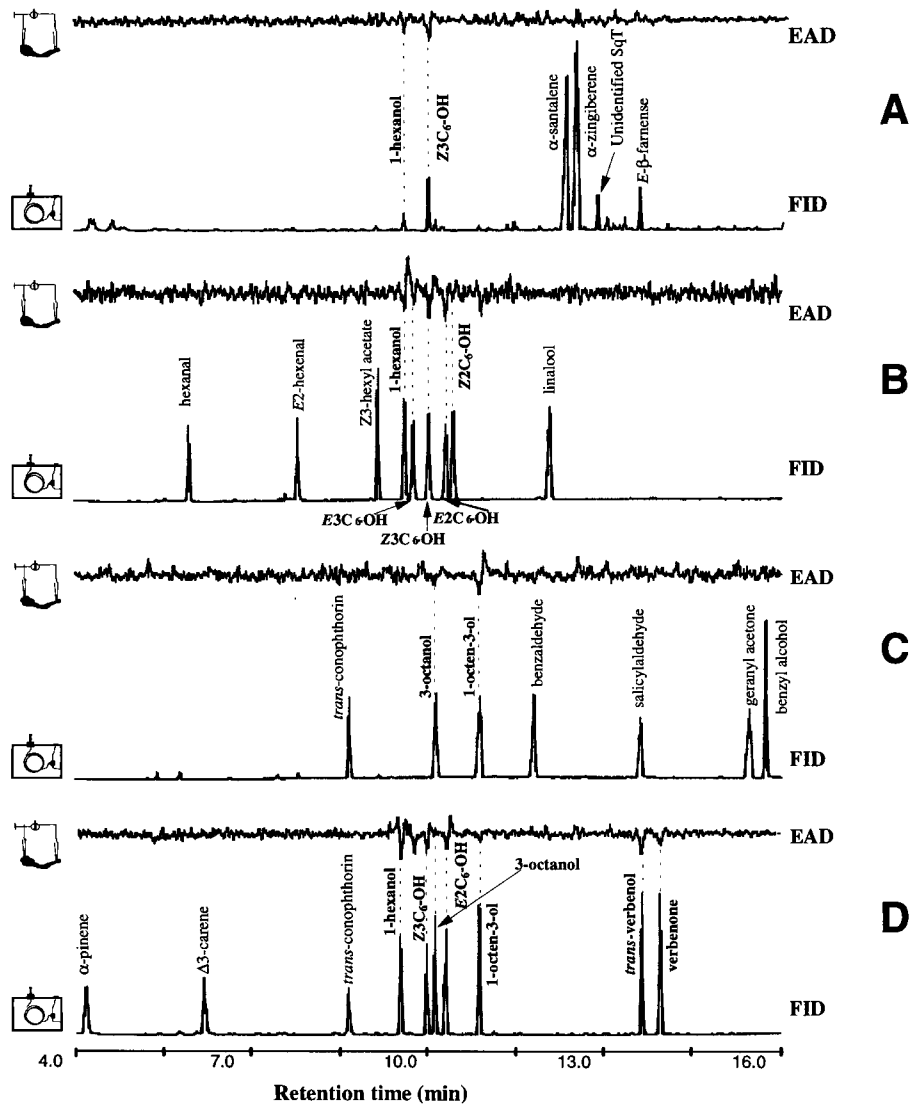 EAD
A
1-hexanol
Z3C6-OH
α-santalene
α-zingiberene
Unidentified SqT
E-β-farnense
FID
EAD
B
hexanal
E2-hexenal
Z3-hexyl acetate
1-hexanol
Z2C6-OH
linalool
FID
E3C6-OH
Z3C6-OH
E2C6-OH
EAD
C
trans-conophthorin
3-octanol
1-octen-3-ol
benzaldehyde
salicylaldehyde
geranyl acetone
benzyl alcohol
FID
EAD
D
α-pinene
Δ3-carene
trans-conophthorin
1-hexanol
Z3C6-OH
E2C6-OH
3-octanol
1-octen-3-ol
trans-verbenol
verbenone
FID
4.0 7.0 10.0 13.0 16.0
Retention time (min)